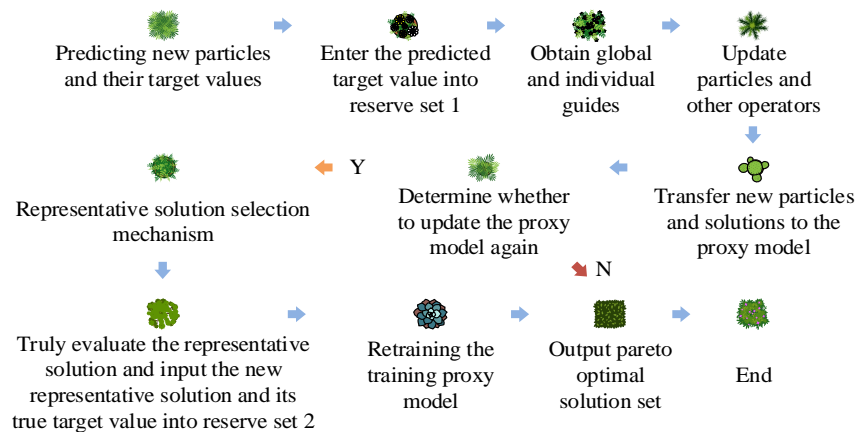 Predicting new particles
and their target values
Enter the predicted
target value into
reserve set 1
Obtain global
and individual
guides
Update
particles and
other operators
Transfer new particles
and solutions to the
proxy model
Determine whether
to update the proxy
model again
Y
Representative solution selection
mechanism
N
Truly evaluate the representative
solution and input the new
representative solution and its
true target value into reserve set 2
Retraining the
training proxy
model
Output pareto
optimal
solution set
End